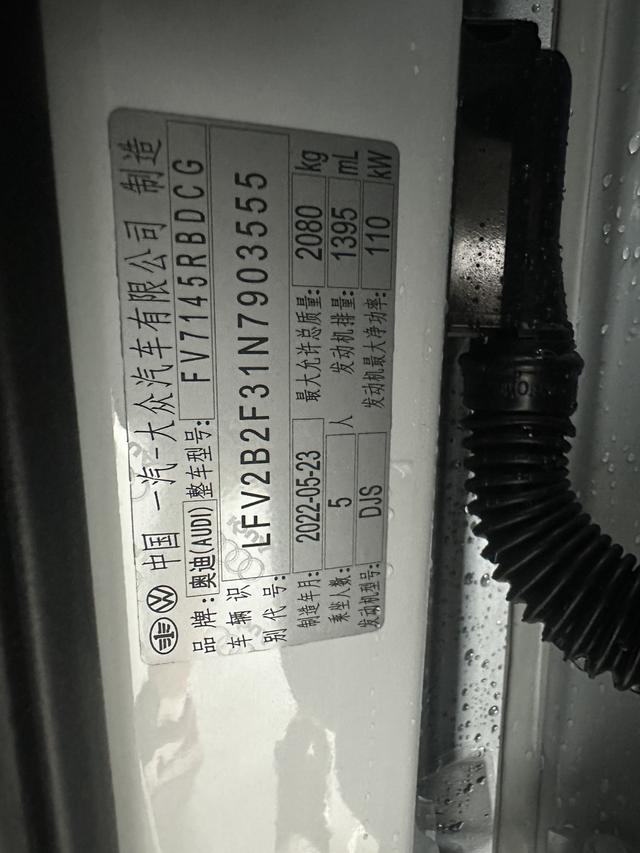 中国 一汽-大众汽车有限公司 制造
品牌: 奥迪(AUDI) 整车型号: FV7145RBDCG
车辆识别代号: LFV2B2F31N7903555
制造年月: 2022-05-23 最大允许总质量: 2080 kg
乘坐人数: 5 人 发动机排量: 1395 mL
发动机型号: DJS 发动机最大净功率: 110 kW